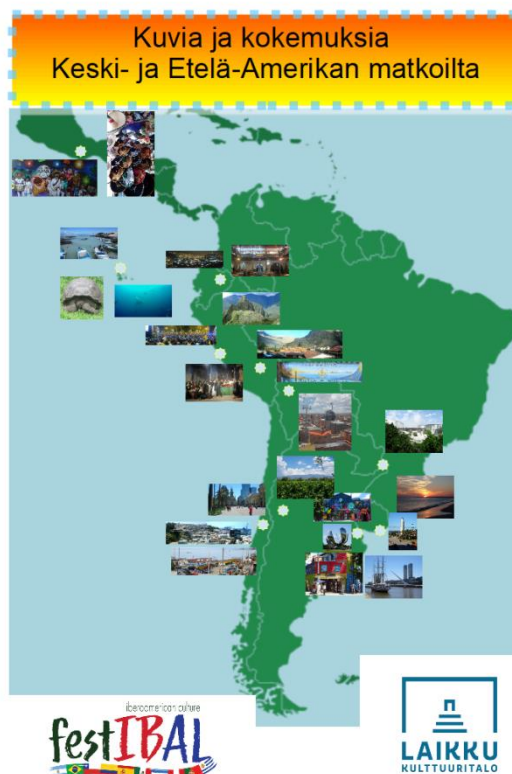 Kuvia ja kokemuksia
Keski- ja Etelä-Amerikan matkoilta
iberoamerican culture
festIBAL
LAIKKU
KULTTUURITALO